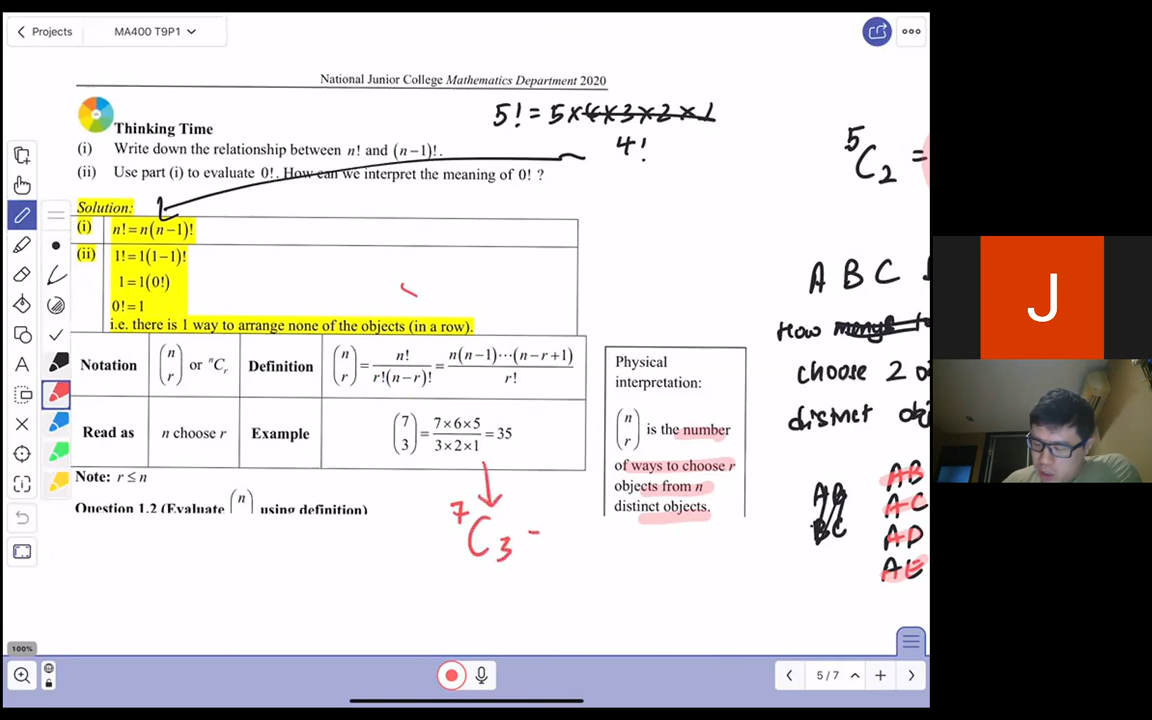 Projects
MA400 T9P1
National Junior College Mathematics Department 2020
5! = 5×4×3×2×1
4!
Thinking Time
(i) Write down the relationship between n! and (n−1)!.
(ii) Use part (i) to evaluate 0!. How can we interpret the meaning of 0! ?
Solution:
(i) n! = n(n−1)!
(ii) 1! = 1(1−1)!
1 = 1(0!)
0! = 1
i.e. there is 1 way to arrange none of the objects (in a row).
Notation (n r) or ⁿCᵣ Definition (n r) = n!/r!(n−r)! = n(n−1)⋯(n−r+1)/r!
Read as n choose r Example (7 3) = 7×6×5/3×2×1 = 35
Note: r ≤ n
Question 1.2 (Evaluate (n r) using definition)
⁷C₃ =
Physical
interpretation:
(n r) is the number
of ways to choose r
objects from n
distinct objects.
⁵C₂ =
A B C
How
choose 2
distinct
AB
BC
AB
AC
AD
AE
J
A
100%
5 / 7